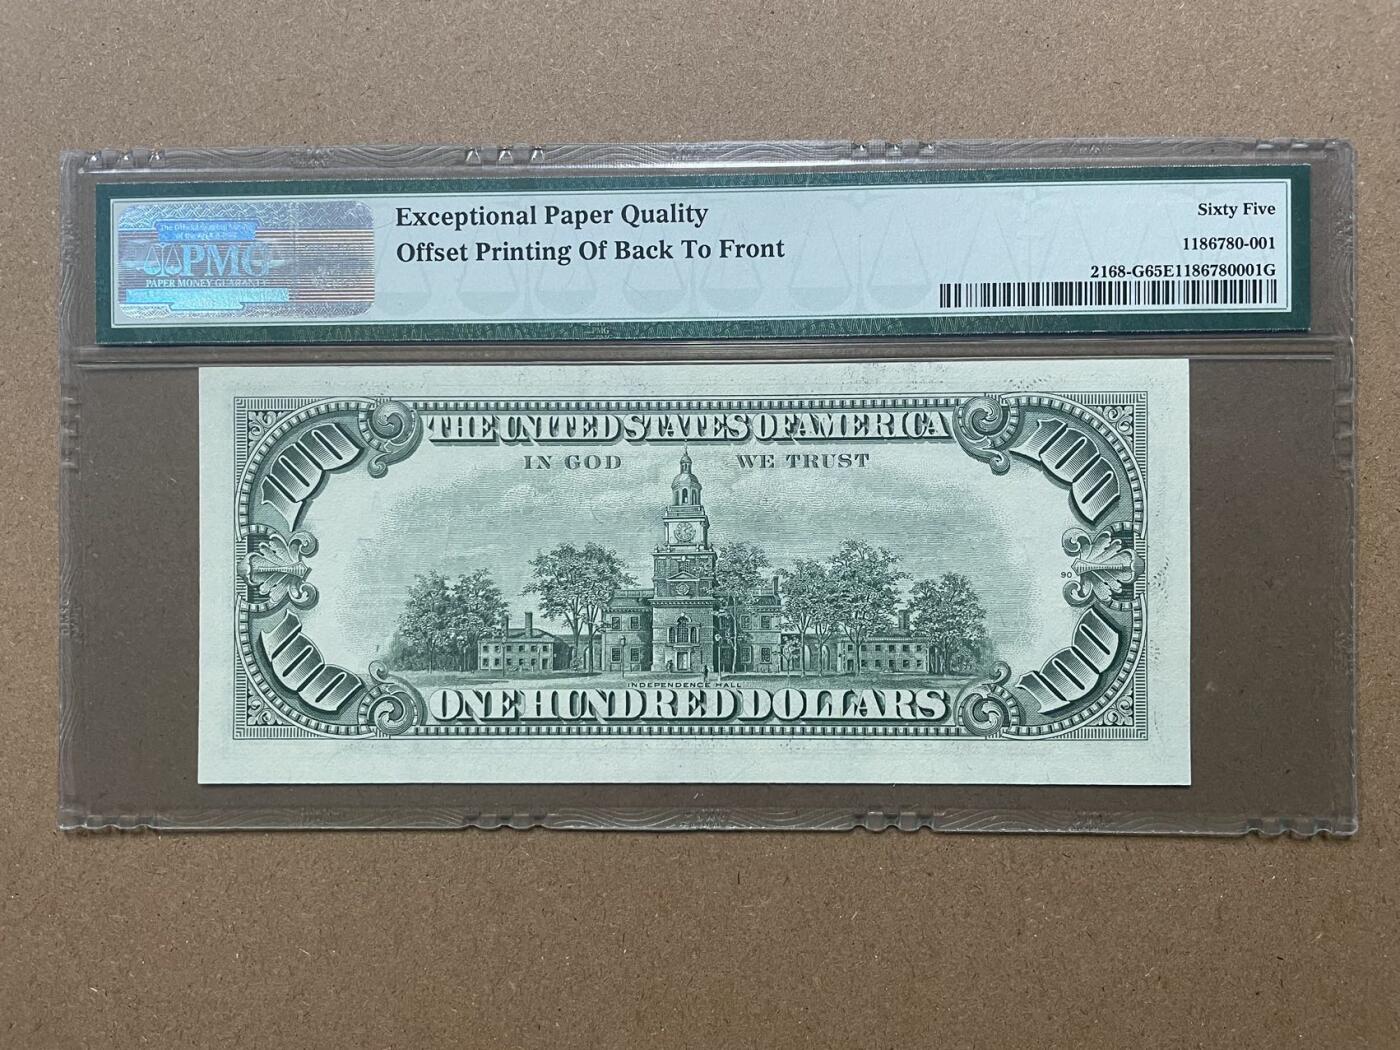 Exceptional Paper Quality
Offset Printing Of Back To Front
Sixty Five
1186780-001
2168-G65E1186780001G
PMG
PAPER MONEY GUARANTY
PMG
THE UNITED STATES OF AMERICA
IN GOD WE TRUST
100
100
90
100
100
INDEPENDENCE HALL
ONE HUNDRED DOLLARS